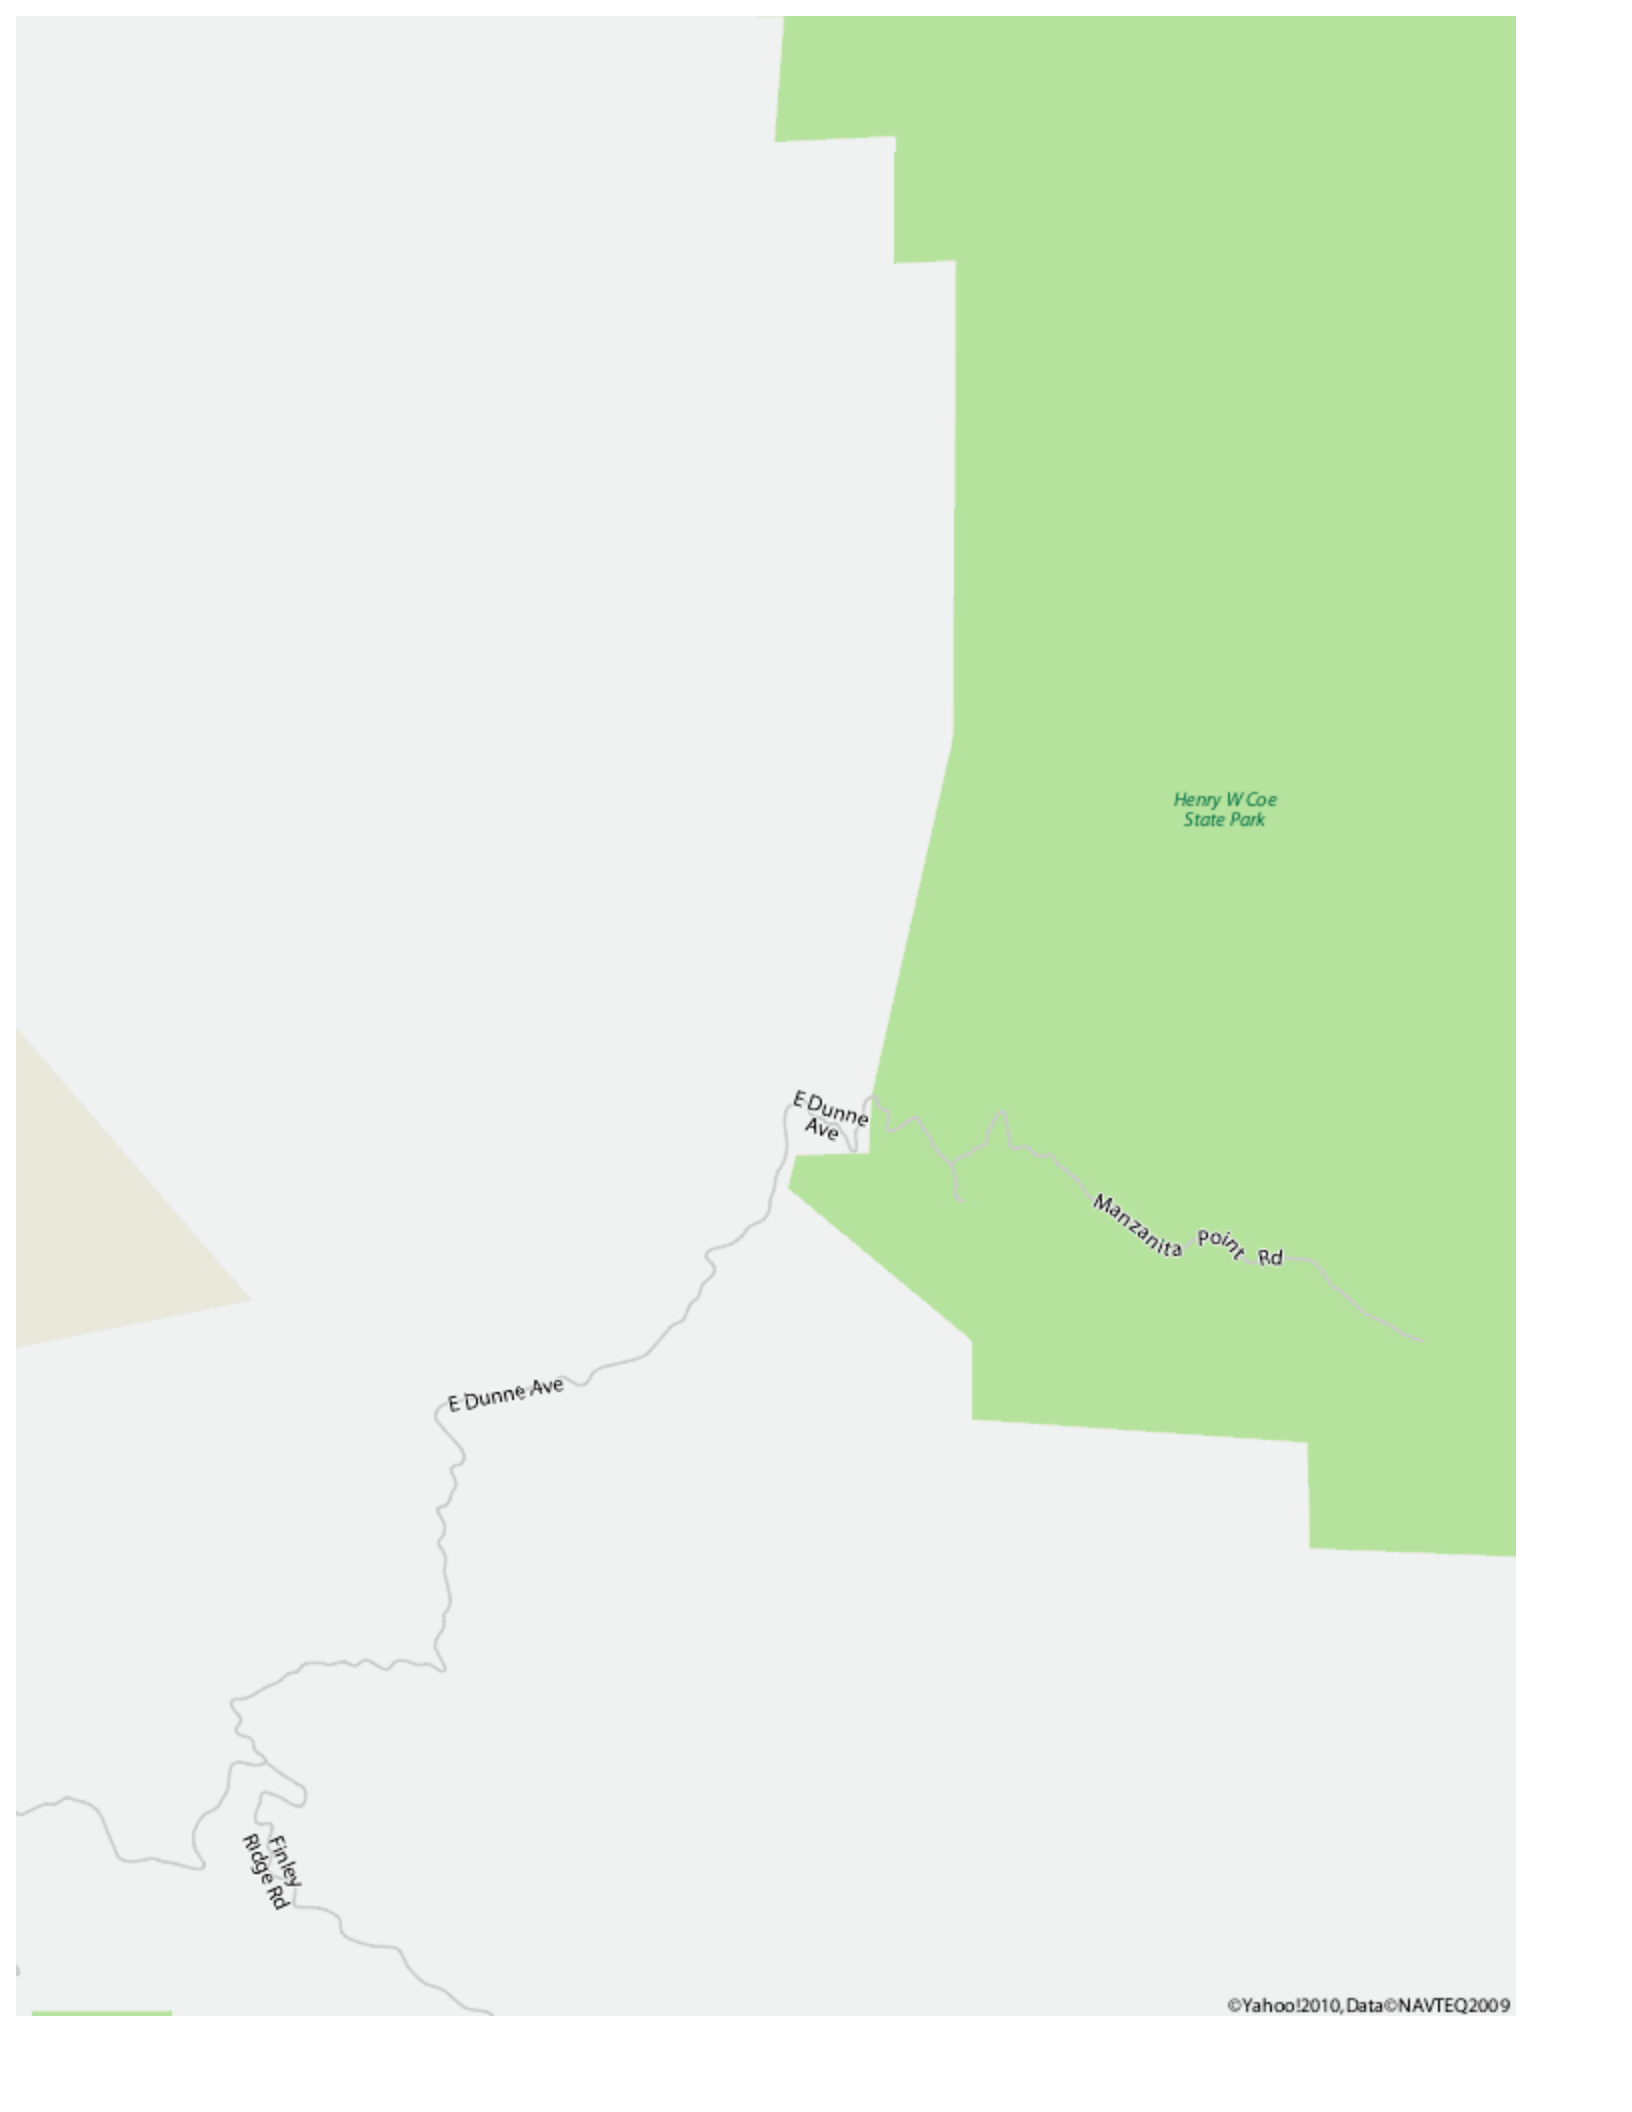 Henry W Coe
State Park
E Dunne
Ave
Manzanita Point Rd
E Dunne Ave
Finley
Ridge Rd
©Yahoo!2010,Data©NAVTEQ2009